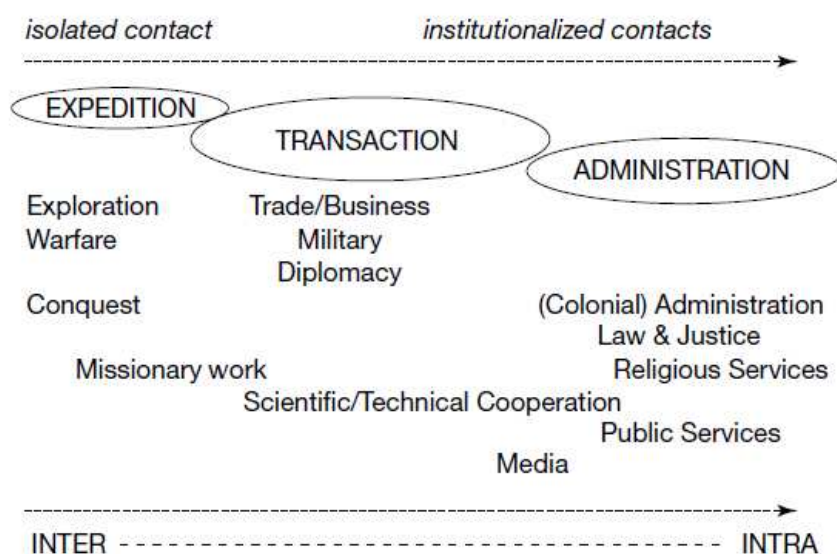 isolated contact institutionalized contacts
EXPEDITION
TRANSACTION
ADMINISTRATION
Exploration Trade/Business
Warfare Military
Diplomacy
Conquest (Colonial) Administration
Law & Justice
Missionary work Religious Services
Scientific/Technical Cooperation
Public Services
Media
INTER INTRA